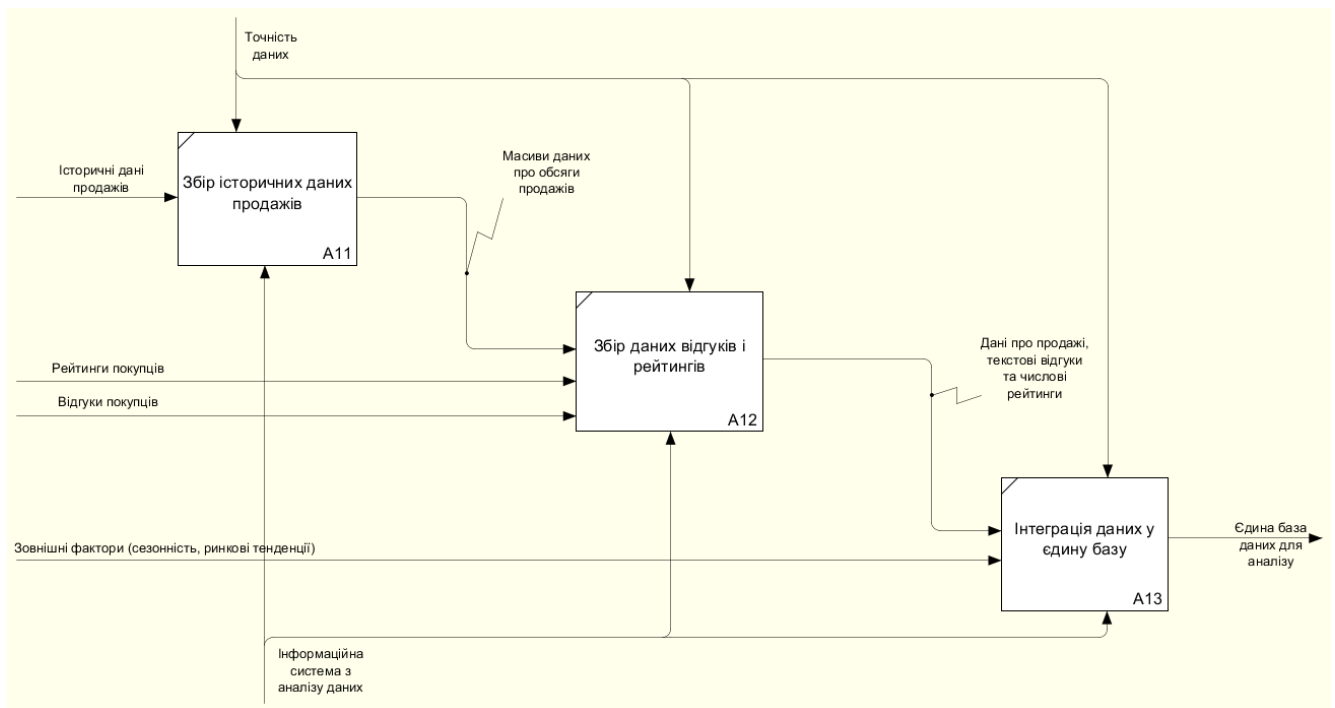 Точність
даних
Історичні дані
продажів
Збір історичних даних
продажів
A11
Масиви даних
про обсяги
продажів
Рейтинги покупців
Відгуки покупців
Збір даних відгуків і
рейтингів
A12
Дані про продажі,
текстові відгуки
та числові
рейтинги
Зовнішні фактори (сезонність, ринкові тенденції)
Інтеграція даних у
єдину базу
A13
Єдина база
даних для
аналізу
Інформаційна
система з
аналізу даних